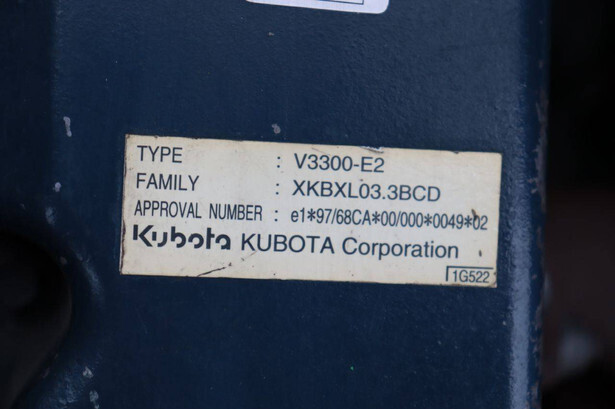 TYPE : V3300-E2
FAMILY : XKBXL03.3BCD
APPROVAL NUMBER : e1*97/68CA*00/000*0049*02
Kubota KUBOTA Corporation
1G522